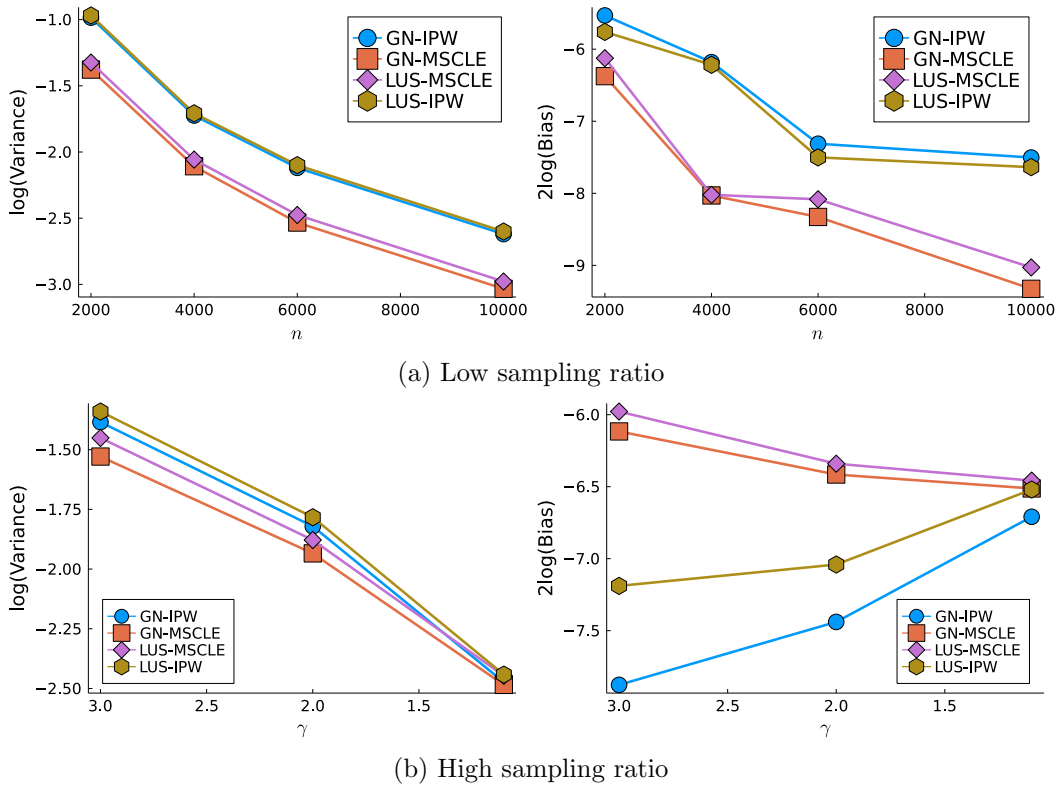 log(Variance)
−1.0
−1.5
−2.0
−2.5
−3.0
2000
4000
6000
8000
10000
n
GN-IPW
GN-MSCLE
LUS-MSCLE
LUS-IPW
2log(Bias)
−6
−7
−8
−9
2000
4000
6000
8000
10000
n
GN-IPW
GN-MSCLE
LUS-MSCLE
LUS-IPW
(a) Low sampling ratio
log(Variance)
−1.50
−1.75
−2.00
−2.25
−2.50
3.0
2.5
2.0
1.5
γ
GN-IPW
GN-MSCLE
LUS-MSCLE
LUS-IPW
2log(Bias)
−6.0
−6.5
−7.0
−7.5
3.0
2.5
2.0
1.5
γ
GN-IPW
GN-MSCLE
LUS-MSCLE
LUS-IPW
(b) High sampling ratio